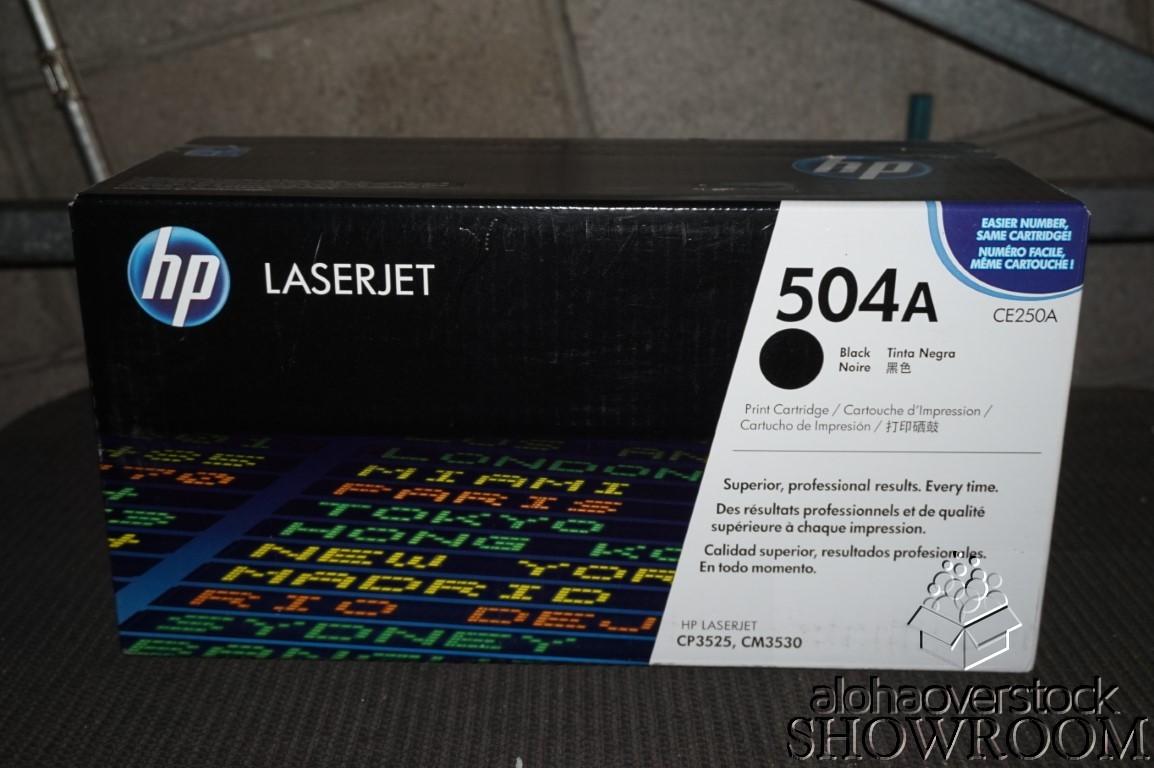 hp
hp
LASERJET
EASIER NUMBER,
SAME CARTRIDGE!
NUMÉRO FACILE,
MÊME CARTOUCHE !
504A
CE250A
Black Tinta Negra
Noire 黑色
Print Cartridge / Cartouche d'Impression /
Cartucho de Impresión / 打印硒鼓
Superior, professional results. Every time.
Des résultats professionnels et de qualité
supérieure à chaque impression.
Calidad superior, resultados profesionales.
En todo momento.
HP LASERJET
CP3525, CM3530
LONDON
MIAMI
PARIS
TOKYO
HONG KO
NEW YOR
MADRID
RIO DEJ
SYDNEY
alohaoverstock
SHOWROOM